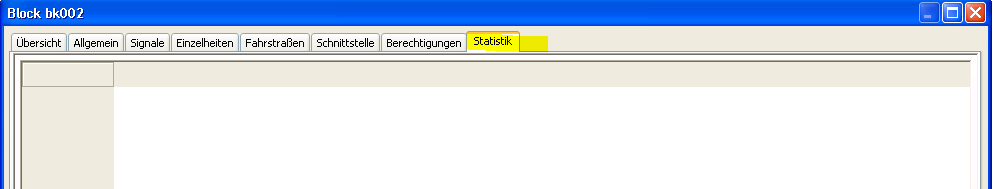 Block bk002
Übersicht Allgemein Signale Einzelheiten Fahrstraßen Schnittstelle Berechtigungen Statistik